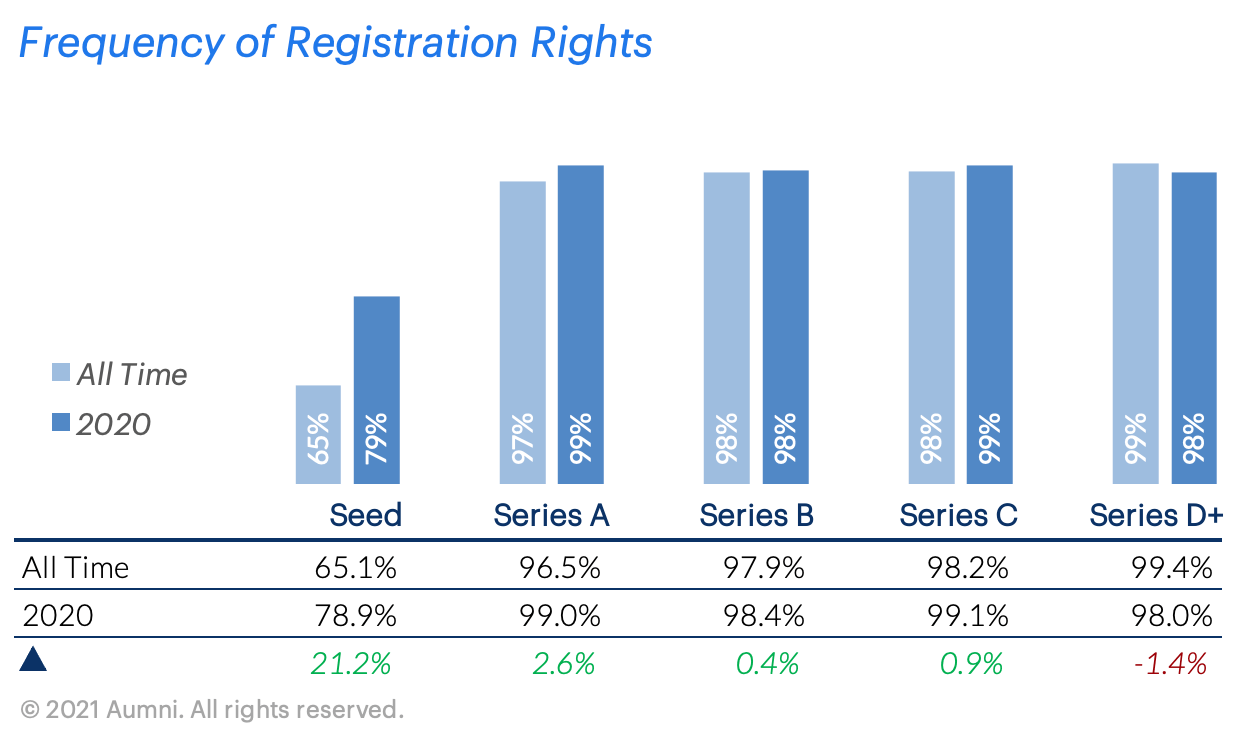 Frequency of Registration Rights
All Time
2020
65% 79% 97% 99% 98% 98% 98% 99% 99% 98%
Seed Series A Series B Series C Series D+
All Time 65.1% 96.5% 97.9% 98.2% 99.4%
2020 78.9% 99.0% 98.4% 99.1% 98.0%
21.2% 2.6% 0.4% 0.9% -1.4%
© 2021 Aumni. All rights reserved.